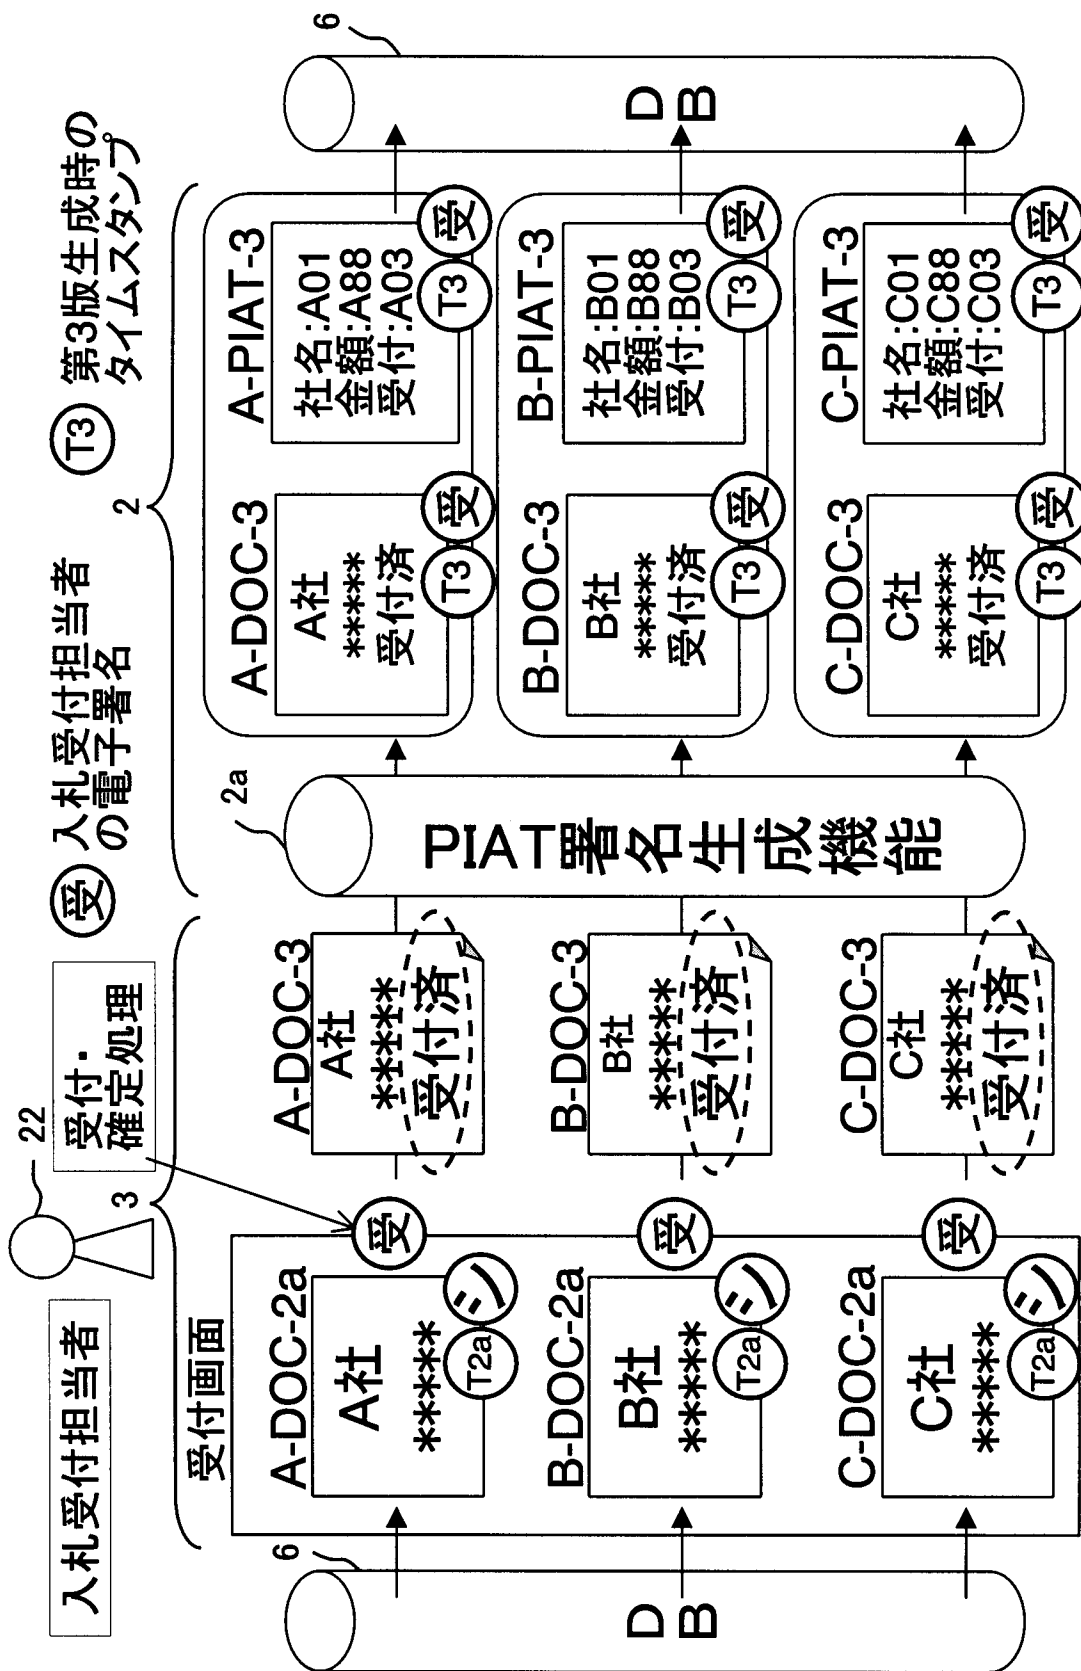 入札受付担当者
22
受付・
確定処理
受 入札受付担当者
の電子署名
T3 第3版生成時の
タイムスタンプ
3
2
受付画面
6
DB
A-DOC-2a
A社
*****
T2a シ
受
A-DOC-3
A社
*****
受付済
B-DOC-2a
B社
*****
T2a シ
受
B-DOC-3
B社
*****
受付済
C-DOC-2a
C社
*****
T2a シ
受
C-DOC-3
C社
*****
受付済
2a
PIAT署名生成機能
A-DOC-3
A社
*****
受付済
T3 受
A-PIAT-3
社名:A01
金額:A88
受付:A03
T3 受
B-DOC-3
B社
*****
受付済
T3 受
B-PIAT-3
社名:B01
金額:B88
受付:B03
T3 受
C-DOC-3
C社
*****
受付済
T3 受
C-PIAT-3
社名:C01
金額:C88
受付:C03
T3 受
6
DB